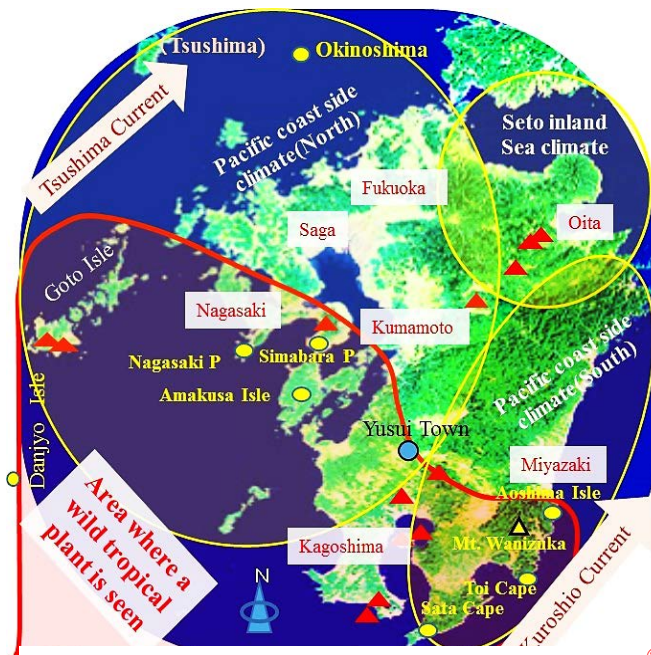 (Tsushima)
Okinoshima
Tsushima Current
Pacific coast side
climate(North)
Seto inland
Sea climate
Fukuoka
Saga
Oita
Goto Isle
Nagasaki
Kumamoto
Nagasaki P
Simabara P
Amakusa Isle
Pacific coast side
climate(South)
Danjyo Isle
Yusui Town
Miyazaki
Aoshima Isle
Area where a
wild tropical
plant is seen
Kagoshima
Mt. Wanizuka
N
Toi Cape
Sata Cape
Kuroshio Current